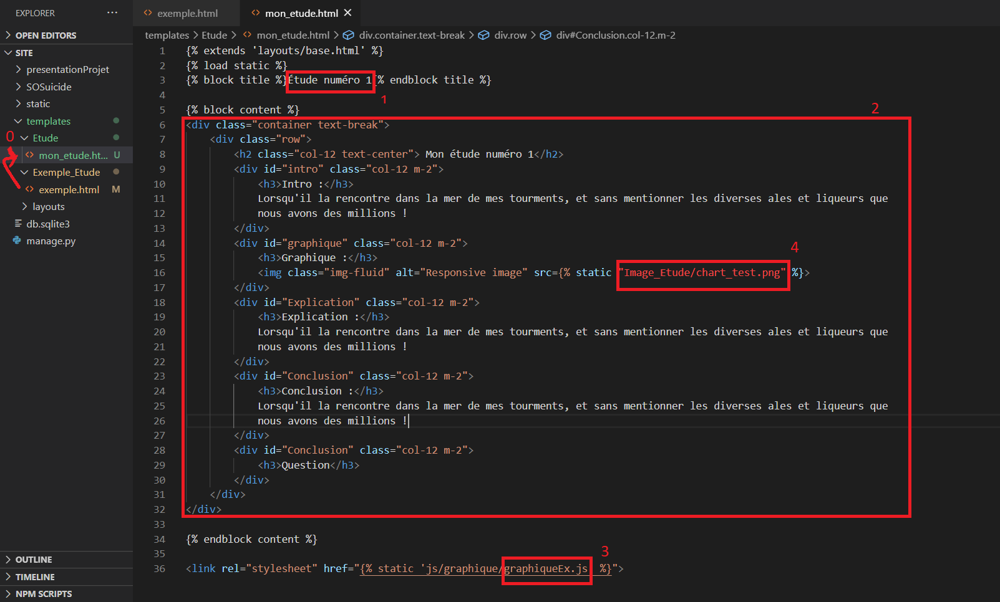 EXPLORER ···
OPEN EDITORS
SITE
presentationProjet
SOSuicide
static
templates
0
Etude
mon_etude.ht... U
Exemple_Etude
exemple.html M
layouts
db.sqlite3
manage.py
OUTLINE
TIMELINE
NPM SCRIPTS
exemple.html
mon_etude.html
templates > Etude > mon_etude.html > div.container.text-break > div.row > div#Conclusion.col-12.m-2
1 {% extends 'layouts/base.html' %}
2 {% load static %}
3 {% block title %}Étude numéro 1{% endblock title %}
1
4
5 {% block content %}
2
6 <div class="container text-break">
7 <div class="row">
8 <h2 class="col-12 text-center"> Mon étude numéro 1</h2>
9 <div id="intro" class="col-12 m-2">
10 <h3>Intro :</h3>
11 Lorsqu'il la rencontre dans la mer de mes tourments, et sans mentionner les diverses ales et liqueurs que
12 nous avons des millions !
13 </div>
14 <div id="graphique" class="col-12 m-2">
4
15 <h3>Graphique :</h3>
16 <img class="img-fluid" alt="Responsive image" src={% static "Image_Etude/chart_test.png" %}>
17 </div>
18 <div id="Explication" class="col-12 m-2">
19 <h3>Explication :</h3>
20 Lorsqu'il la rencontre dans la mer de mes tourments, et sans mentionner les diverses ales et liqueurs que
21 nous avons des millions !
22 </div>
23 <div id="Conclusion" class="col-12 m-2">
24 <h3>Conclusion :</h3>
25 Lorsqu'il la rencontre dans la mer de mes tourments, et sans mentionner les diverses ales et liqueurs que
26 nous avons des millions !
27 </div>
28 <div id="Conclusion" class="col-12 m-2">
29 <h3>Question</h3>
30 </div>
31 </div>
32 </div>
33
34 {% endblock content %}
35
3
36 <link rel="stylesheet" href="{% static 'js/graphique/graphiqueEx.js %}">